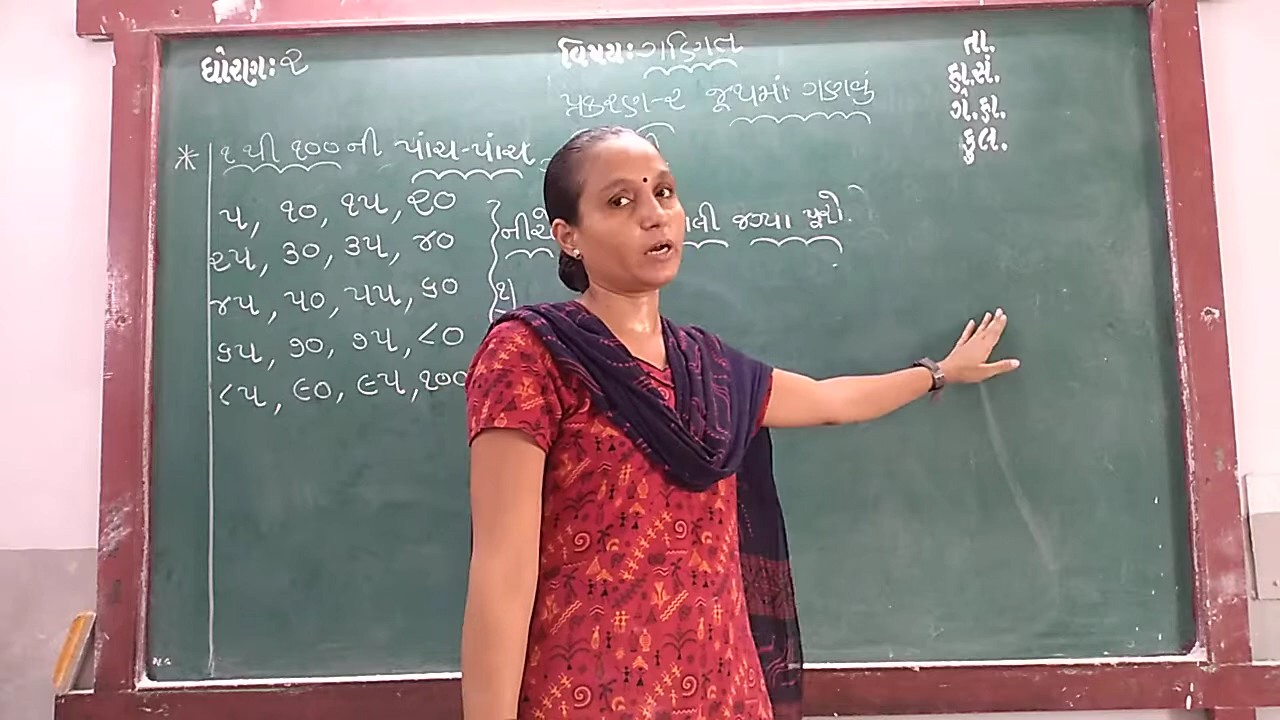 ધોરણ: ૨
વિષય: ગણિત
તા.
હા.સં.
ગે.હા.
કુલ.
પ્રકરણ-૨ જૂથમાં ગણવું
* ૧ થી ૧૦૦ ની પાંચ-પાંચ
૫, ૧૦, ૧૫, ૨૦
૨૫, ૩૦, ૩૫, ૪૦
૪૫, ૫૦, ૫૫, ૬૦
૬૫, ૭૦, ૭૫, ૮૦
૮૫, ૯૦, ૯૫, ૧૦૦
જગ્યા પૂરો.
૧)
N.G.